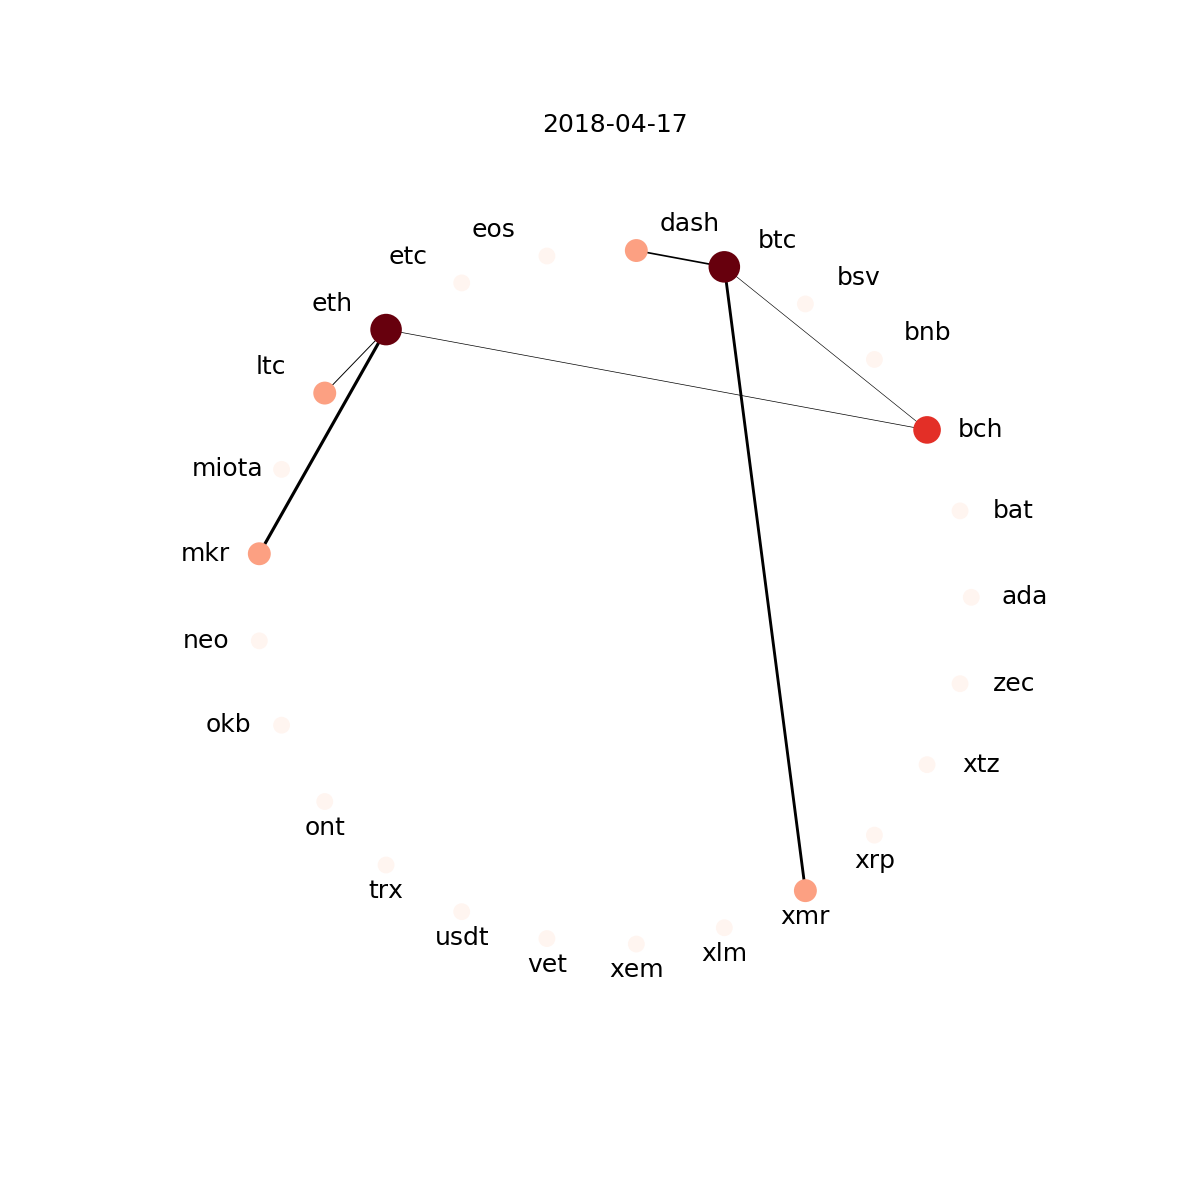 2018-04-17
dash
eos
btc
etc
bsv
eth
bnb
ltc
bch
miota
bat
mkr
ada
neo
zec
okb
xtz
ont
xrp
trx
xmr
usdt
xlm
vet
xem